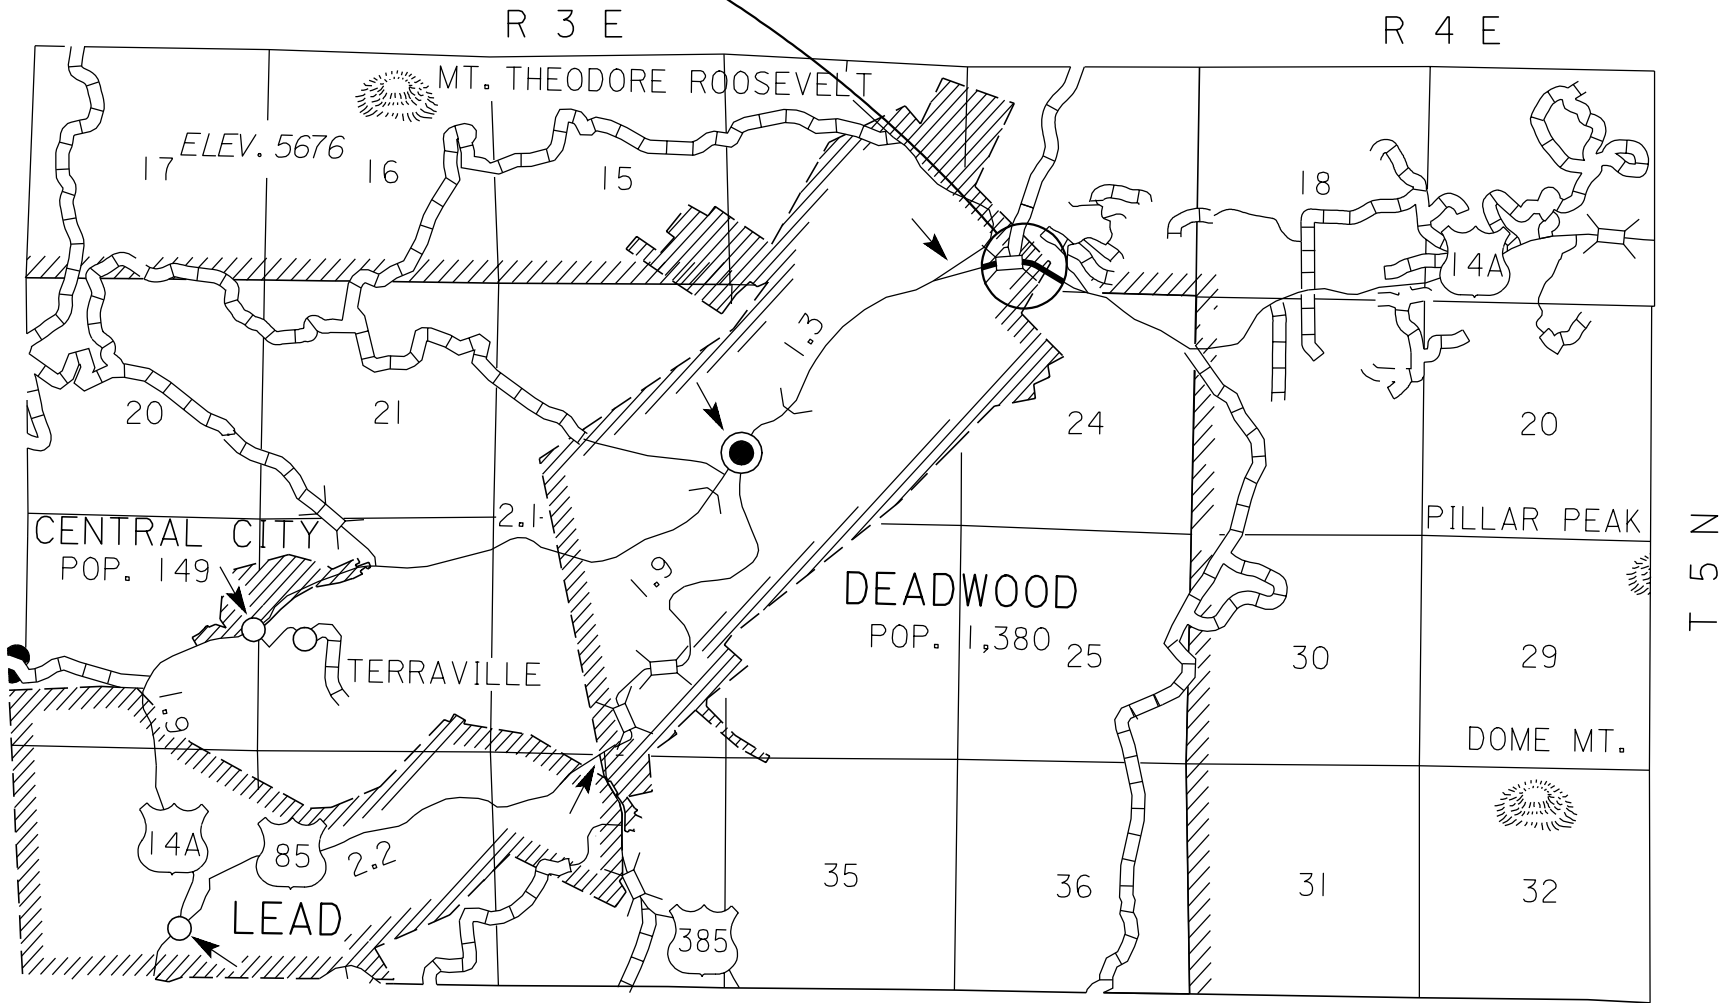 R 3 E
R 4 E
MT. THEODORE ROOSEVELT
ELEV. 5676
17
16
15
18
14A
1.3
20
21
24
20
2.1
CENTRAL CITY
POP. 149
PILLAR PEAK
T 5 N
1.9
DEADWOOD
POP. 1,380
25
30
29
TERRAVILLE
1.9
DOME MT.
14A
85
2.2
35
36
31
32
LEAD
385